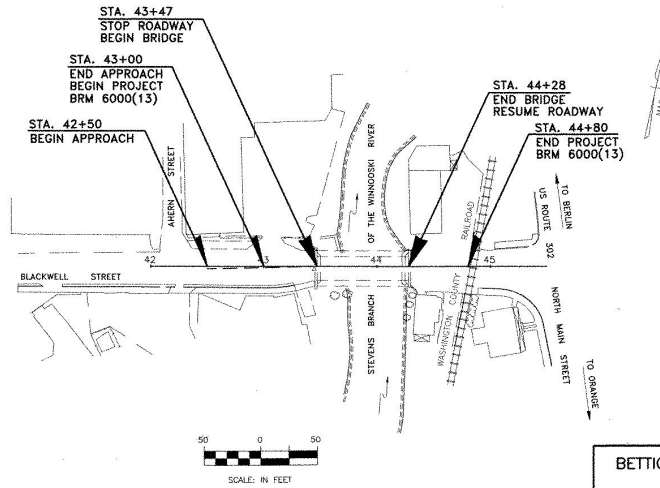 STA. 43+47
STOP ROADWAY
BEGIN BRIDGE
STA. 43+00
END APPROACH
BEGIN PROJECT
BRM 6000(13)
STA. 42+50
BEGIN APPROACH
STA. 44+28
END BRIDGE
RESUME ROADWAY
STA. 44+80
END PROJECT
BRM 6000(13)
AHERN STREET
STEVENS BRANCH
OF THE WINNOOSKI RIVER
WASHINGTON COUNTY RAILROAD
TO BERLIN
US ROUTE 302
NORTH MAIN STREET
TO ORANGE
42
43
44
45
BLACKWELL STREET
50 0 50
SCALE: IN FEET